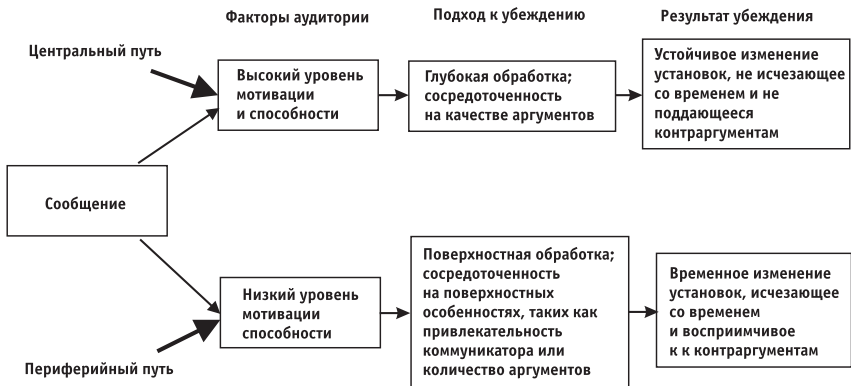 Факторы аудитории
Подход к убеждению
Результат убеждения
Центральный путь
Высокий уровень
мотивации
и способности
Глубокая обработка;
сосредоточенность
на качестве аргументов
Устойчивое изменение
установок, не исчезающее
со временем и не
поддающееся
контраргументам
Сообщение
Низкий уровень
мотивации
способности
Поверхностная обработка;
сосредоточенность
на поверхностных
особенностях, таких как
привлекательность
коммуникатора или
количество аргументов
Временное изменение
установок, исчезающее
со временем
и восприимчивое
к к контраргументам
Периферийный путь